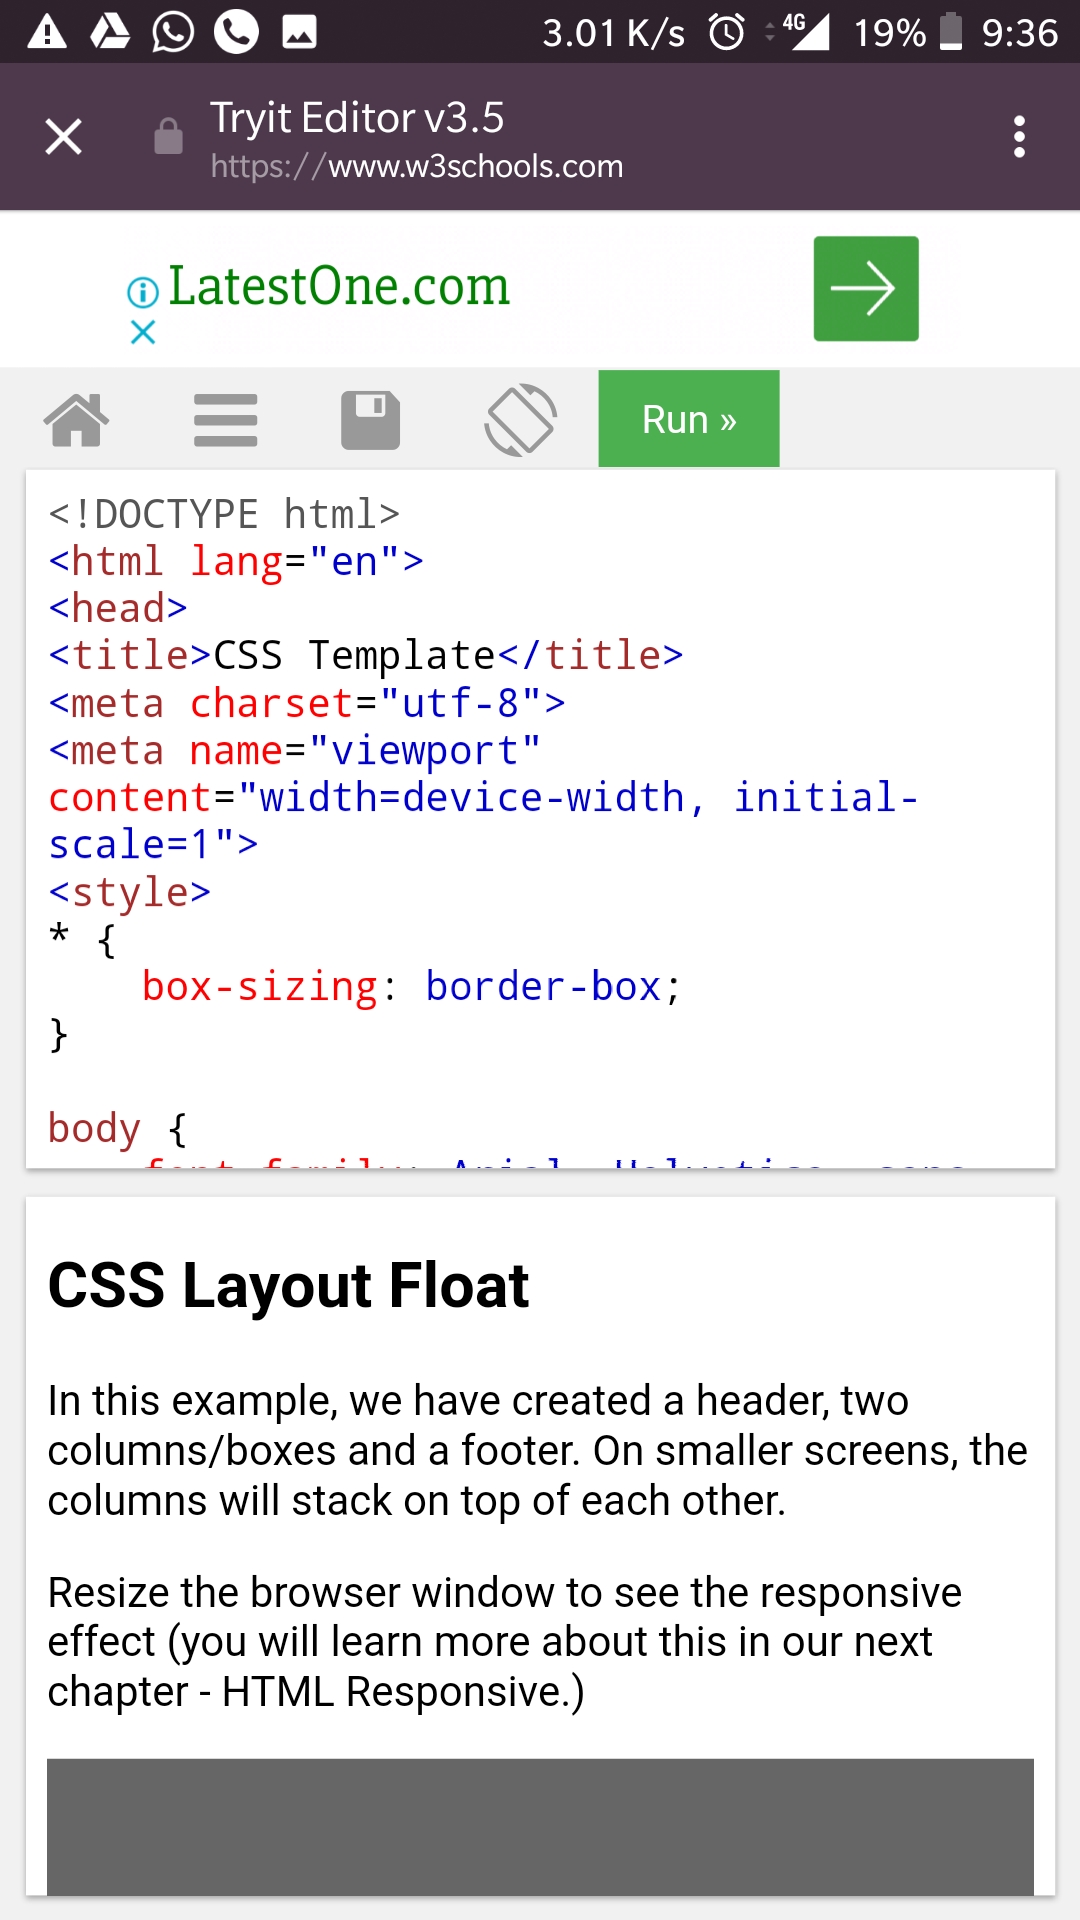 3.01 K/s 4G 19% 9:36
Tryit Editor v3.5
https://www.w3schools.com
LatestOne.com
Run »
<!DOCTYPE html>
<html lang="en">
<head>
<title>CSS Template</title>
<meta charset="utf-8">
<meta name="viewport"
content="width=device-width, initial-
scale=1">
<style>
* {
    box-sizing: border-box;
}
body {
CSS Layout Float
In this example, we have created a header, two
columns/boxes and a footer. On smaller screens, the
columns will stack on top of each other.
Resize the browser window to see the responsive
effect (you will learn more about this in our next
chapter - HTML Responsive.)